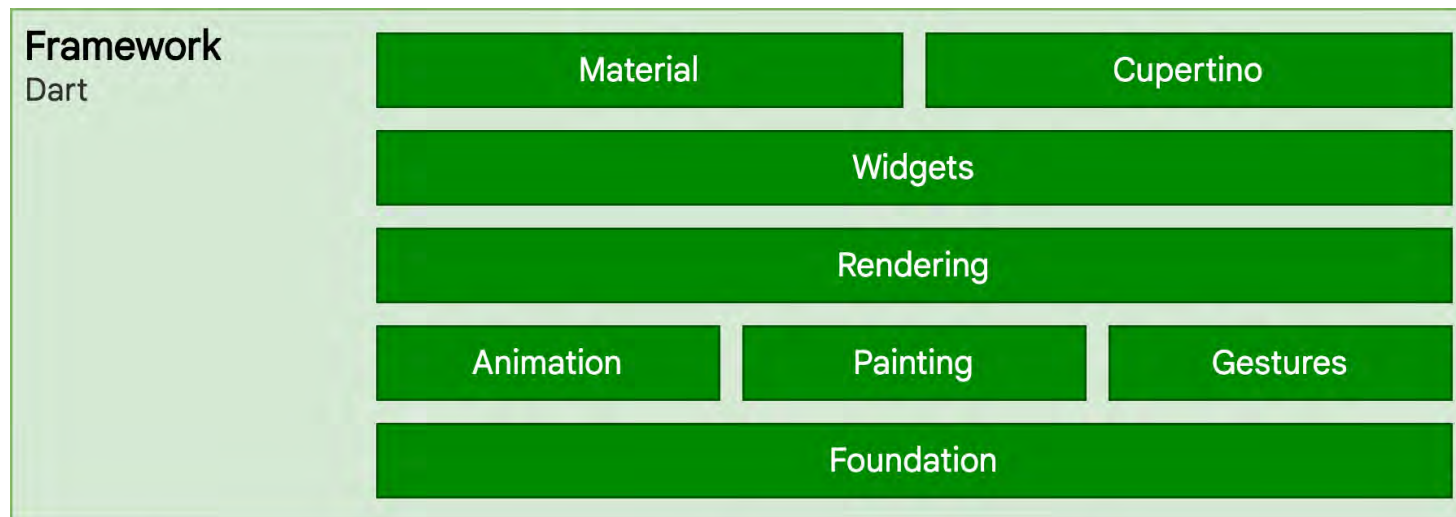 Framework
Dart
Material
Cupertino
Widgets
Rendering
Animation
Painting
Gestures
Foundation